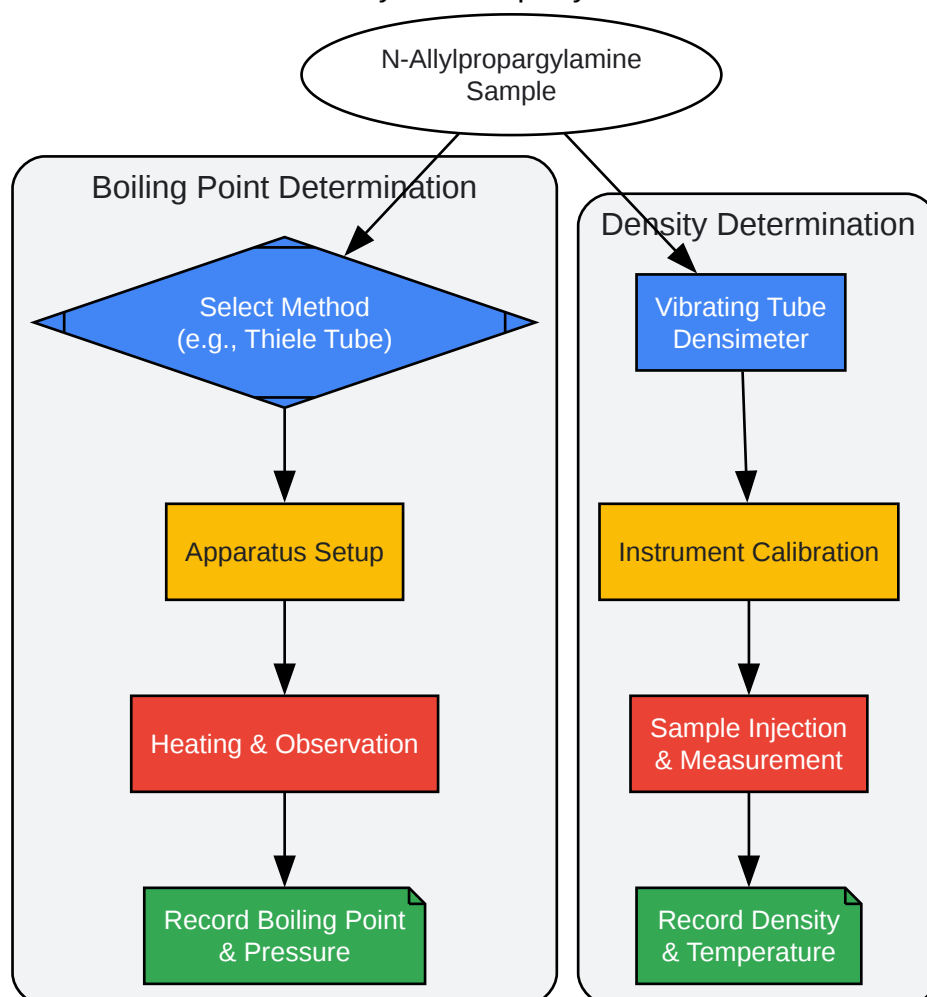 N-Allylpropargylamine
Sample
Boiling Point Determination
Select Method
(e.g., Thiele Tube)
Apparatus Setup
Heating & Observation
Record Boiling Point
& Pressure
Density Determination
Vibrating Tube
Densimeter
Instrument Calibration
Sample Injection
& Measurement
Record Density
& Temperature